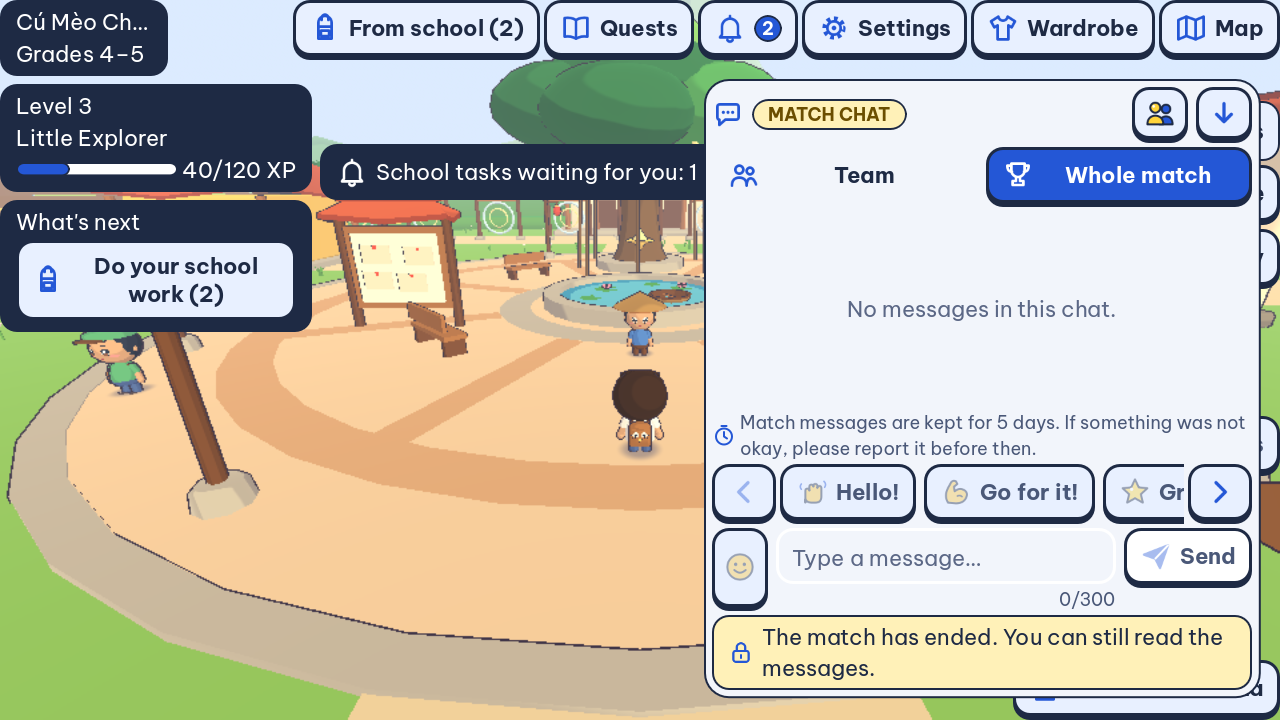 Cú Mèo Ch...
Grades 4–5
From school (2)
Quests
2
Settings
Wardrobe
Map
Level 3
Little Explorer
40/120 XP
School tasks waiting for you: 1
What's next
Do your school
work (2)
MATCH CHAT
Team
Whole match
No messages in this chat.
Match messages are kept for 5 days. If something was not
okay, please report it before then.
Hello!
Go for it!
Gr
Type a message...
Send
0/300
The match has ended. You can still read the
messages.